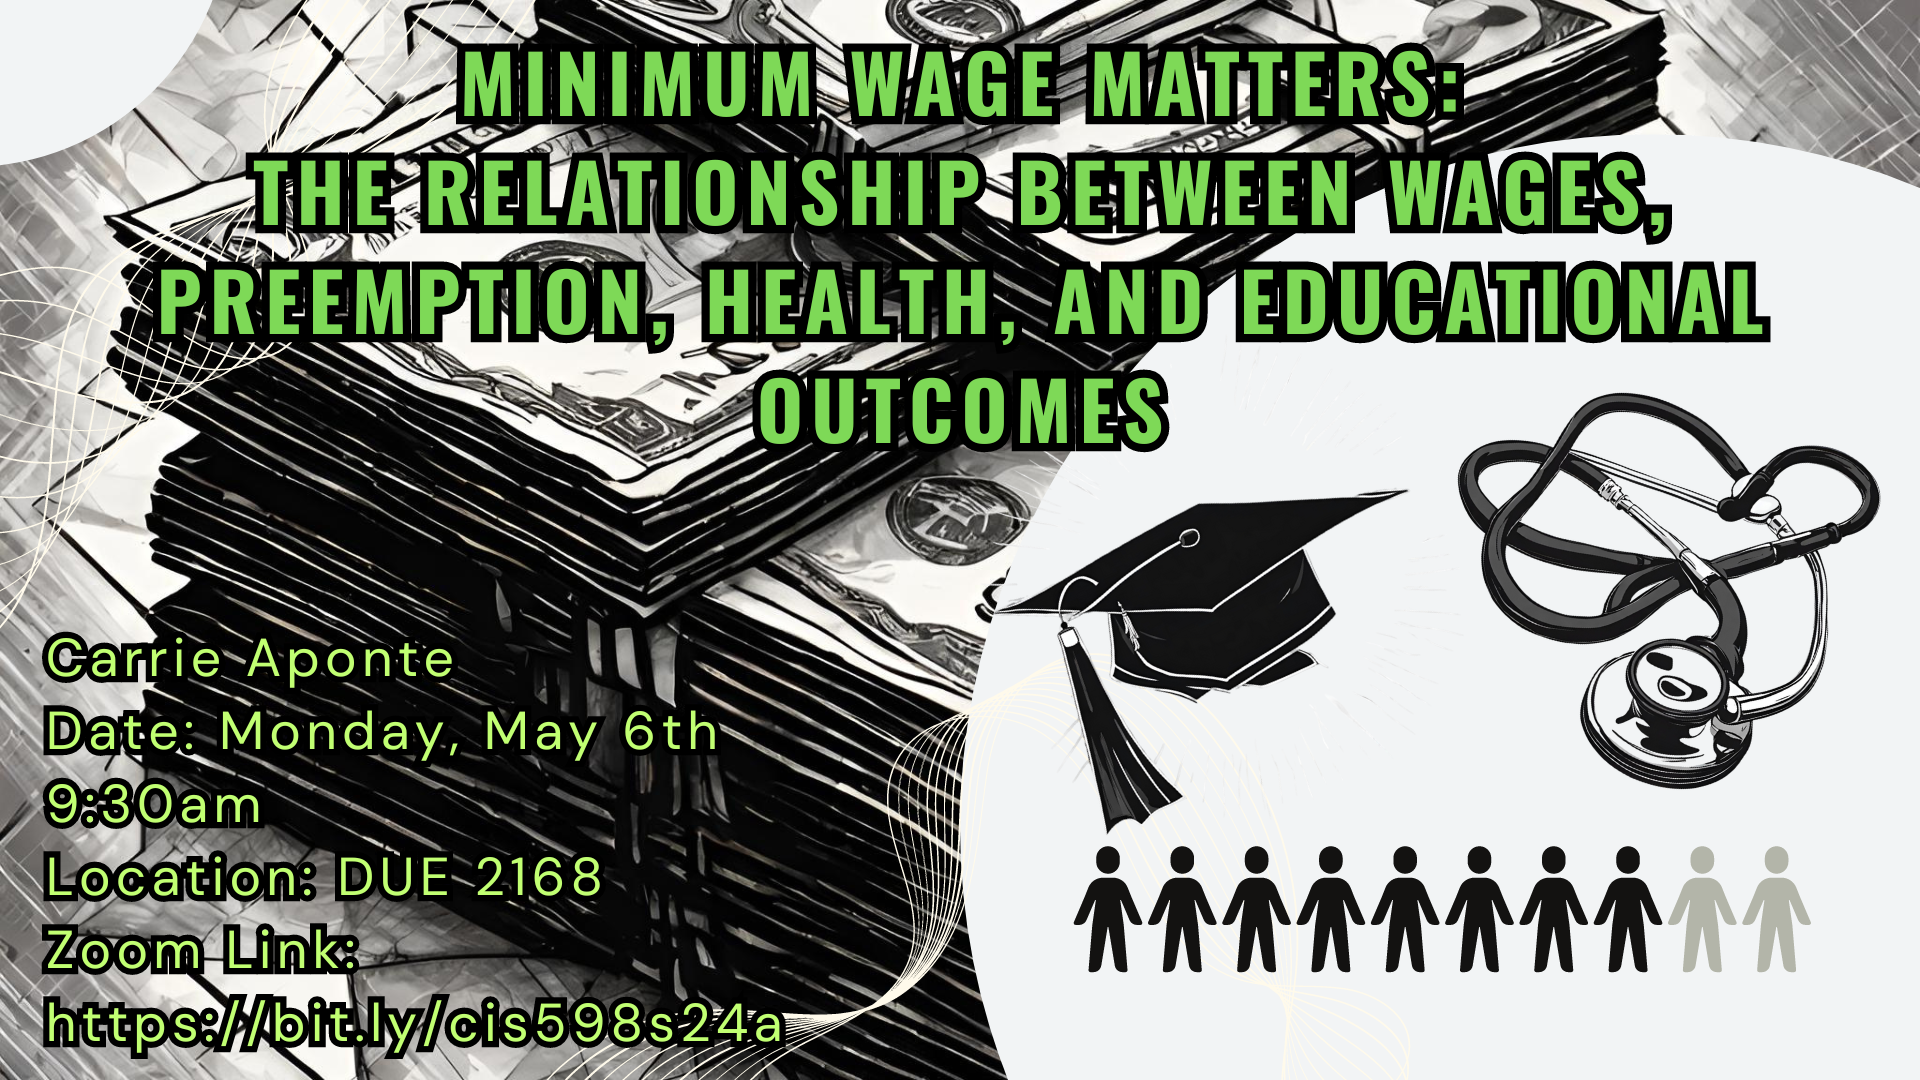 MINIMUM WAGE MATTERS:
THE RELATIONSHIP BETWEEN WAGES,
PREEMPTION, HEALTH, AND EDUCATIONAL
OUTCOMES
Carrie Aponte
Date: Monday, May 6th
9:30am
Location: DUE 2168
Zoom Link:
https://bit.ly/cis598s24a